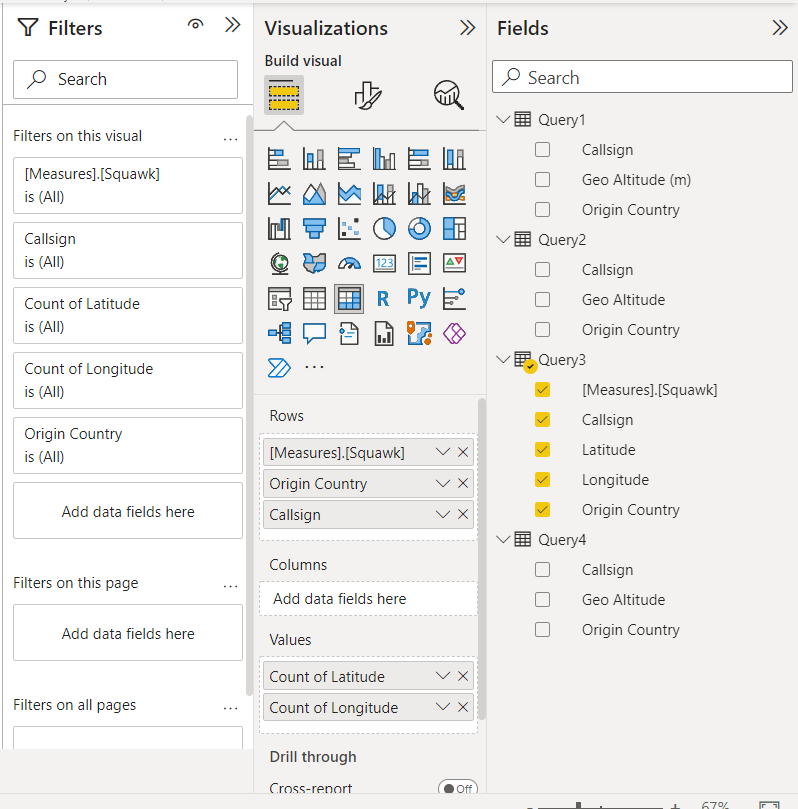 Filters
Search
Filters on this visual
...
[Measures].[Squawk]
is (All)
Callsign
is (All)
Count of Latitude
is (All)
Count of Longitude
is (All)
Origin Country
is (All)
Add data fields here
Filters on this page
...
Add data fields here
Filters on all pages
...
Visualizations
Build visual
123
R
Py
...
Rows
[Measures].[Squawk]
Origin Country
Callsign
Columns
Add data fields here
Values
Count of Latitude
Count of Longitude
Drill through
Cross-report
Off
Fields
Search
Query1
Callsign
Geo Altitude (m)
Origin Country
Query2
Callsign
Geo Altitude
Origin Country
Query3
[Measures].[Squawk]
Callsign
Latitude
Longitude
Origin Country
Query4
Callsign
Geo Altitude
Origin Country
- + 67%